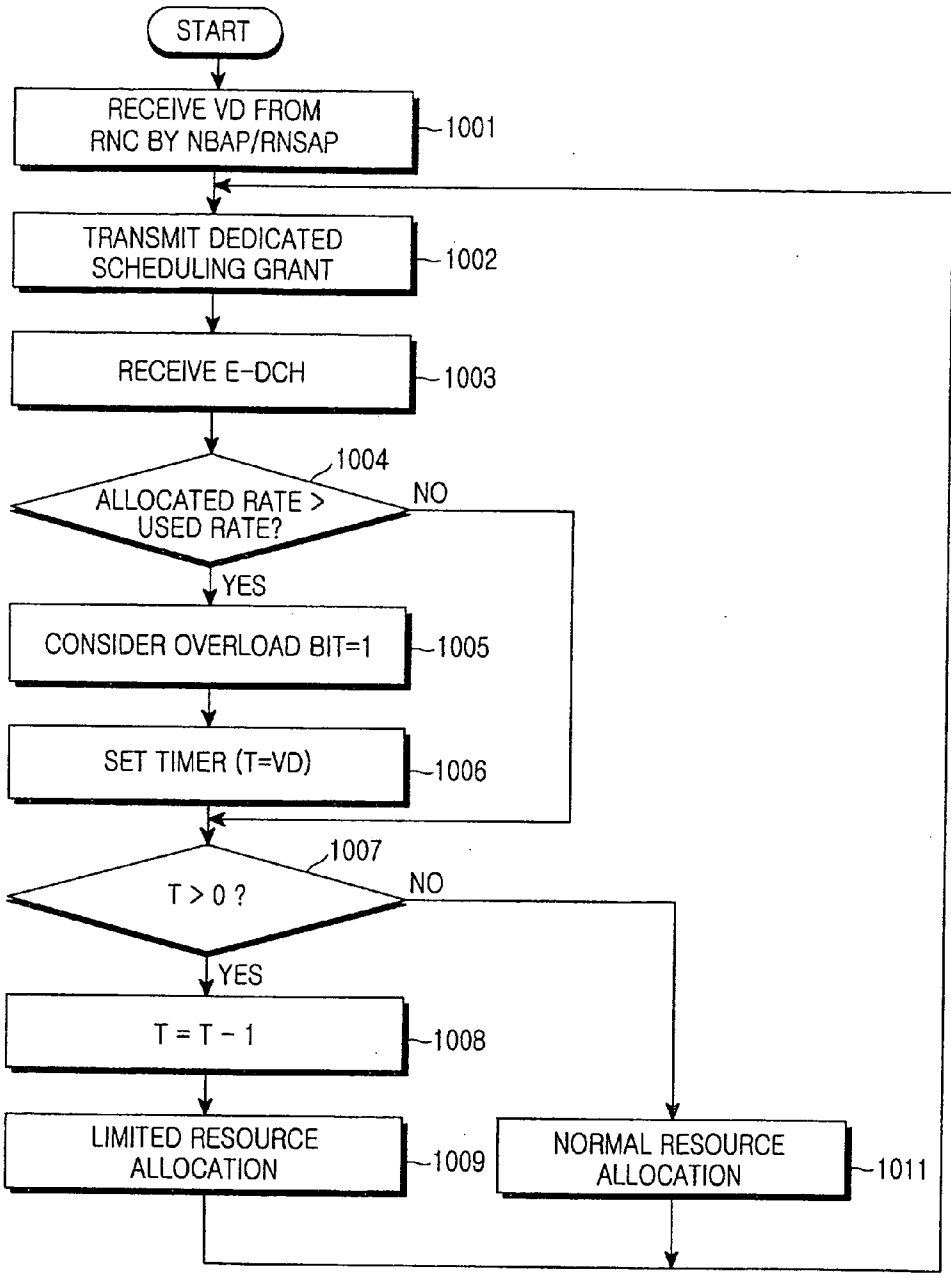 START
RECEIVE VD FROM
RNC BY NBAP/RNSAP
1001
TRANSMIT DEDICATED
SCHEDULING GRANT
1002
RECEIVE E-DCH
1003
1004
ALLOCATED RATE >
USED RATE?
NO
YES
CONSIDER OVERLOAD BIT=1
1005
SET TIMER (T=VD)
1006
1007
T > 0 ?
NO
YES
T = T - 1
1008
LIMITED RESOURCE
ALLOCATION
1009
NORMAL RESOURCE
ALLOCATION
1011